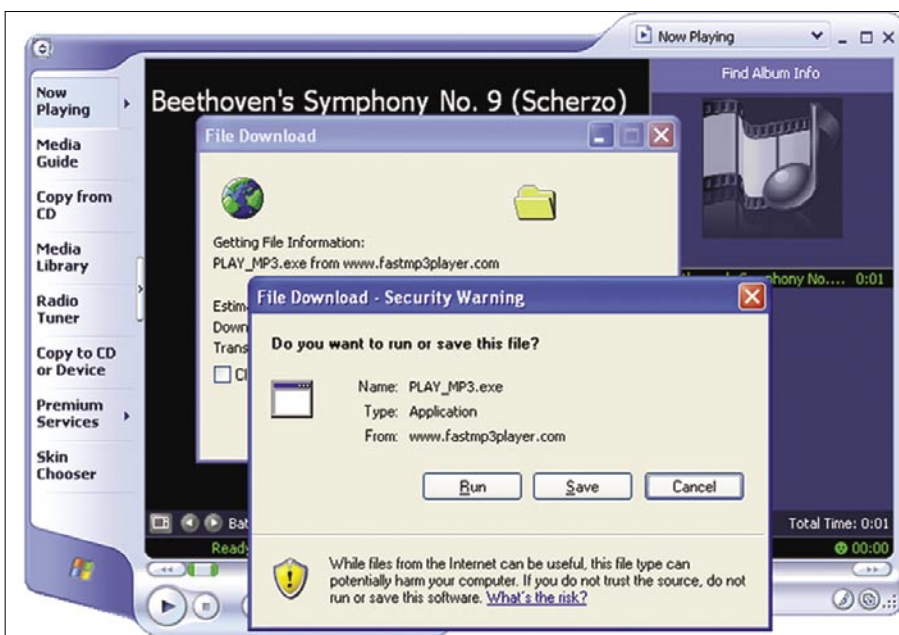 Now Playing
Find Album Info
Now
Playing
Media
Guide
Copy from
CD
Media
Library
Radio
Tuner
Copy to CD
or Device
Premium
Services
Skin
Chooser
Beethoven's Symphony No. 9 (Scherzo)
File Download
Getting File Information:
PLAY_MP3.exe from www.fastmp3player.com
Estim
Down
Trans
Cl
phony No.... 0:01
File Download - Security Warning
Do you want to run or save this file?
Name: PLAY_MP3.exe
Type: Application
From: www.fastmp3player.com
Run
Save
Cancel
While files from the Internet can be useful, this file type can
potentially harm your computer. If you do not trust the source, do not
run or save this software. What's the risk?
Bat
Total Time: 0:01
Ready
00:00